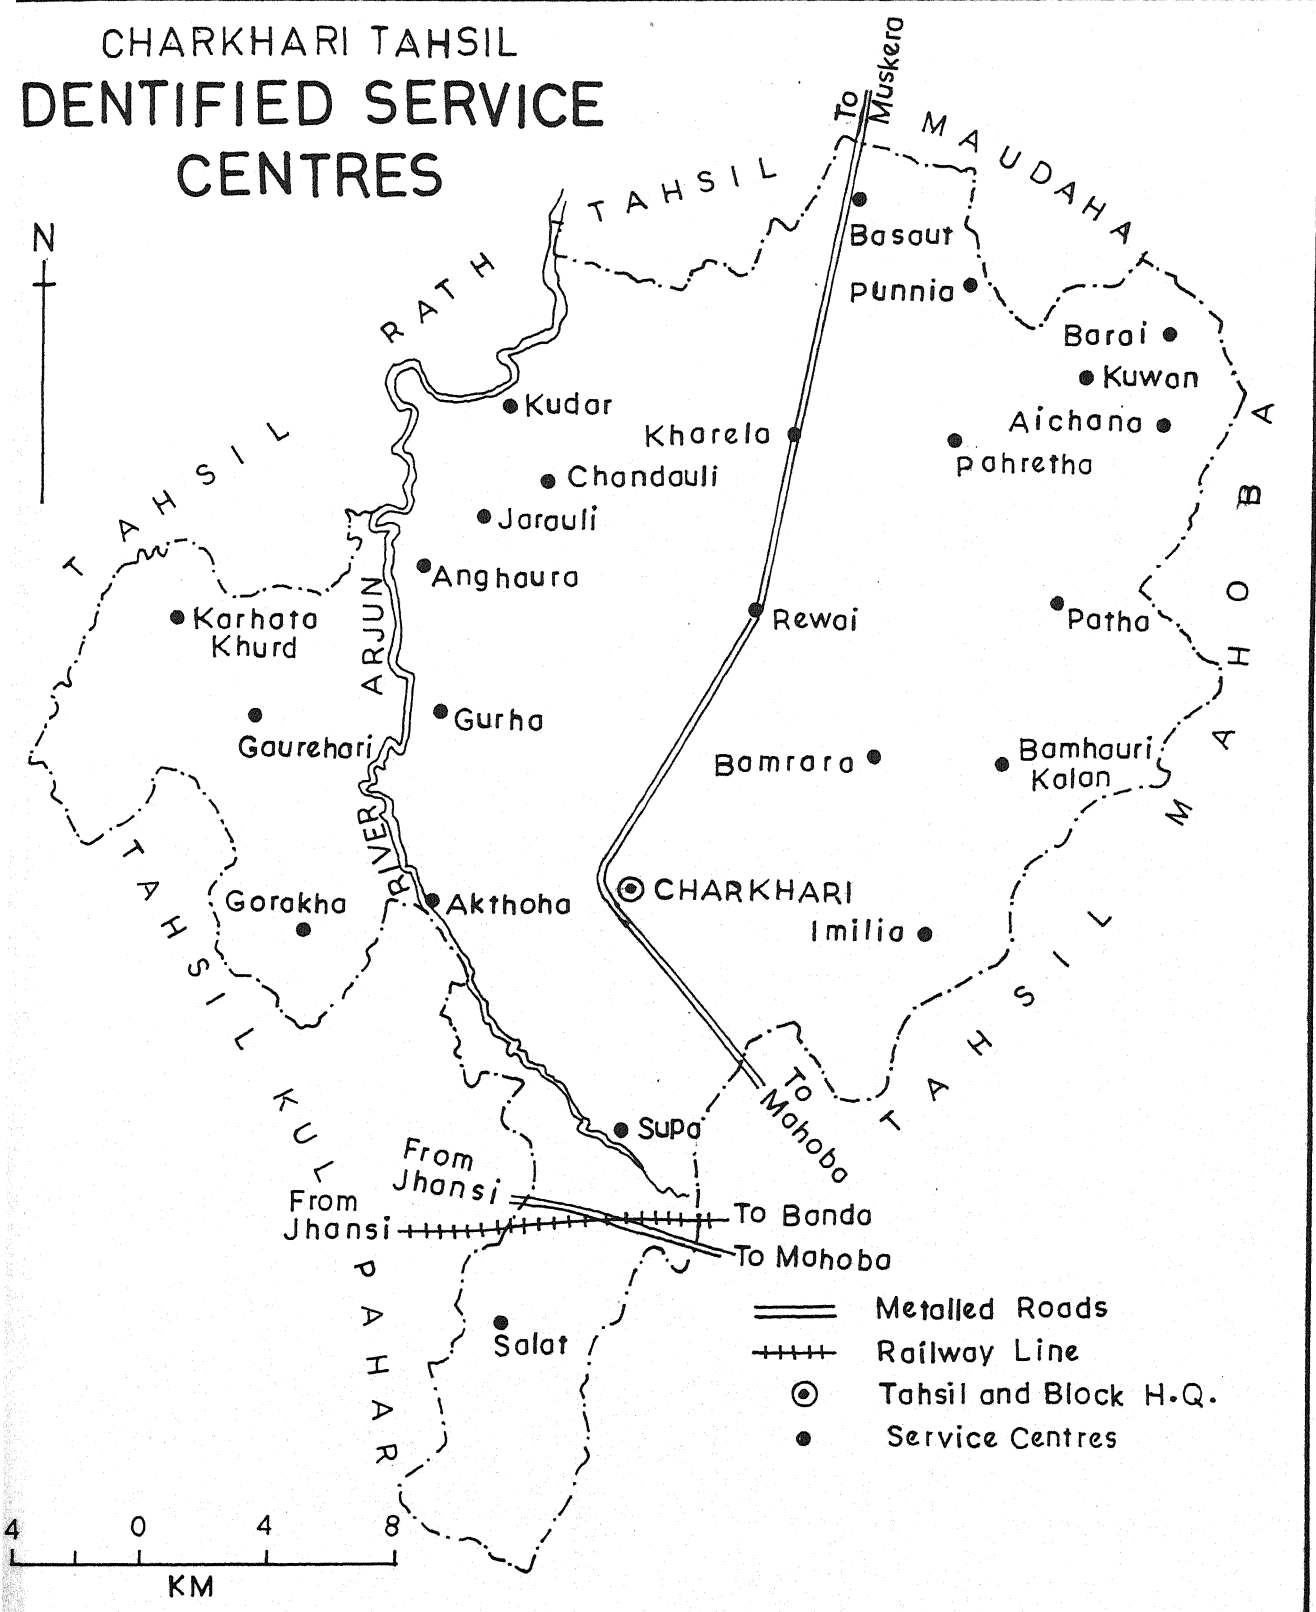 CHARKHARI TAHSIL
DENTIFIED SERVICE
CENTRES
N
To
Muskera
MAUDAHA
RATH TAHSIL
Basaut
Punnia
Barai
Kuwan
Aichana
Pahretha
Kudar
Kharela
Chandauli
Jarauli
Anghaura
TAHSIL
MAHOBA
Karhata
Khurd
ARJUN
Rewai
Patha
Gaurehari
Gurha
Bamrara
Bamhauri
Kalan
RIVER
Gorakha
Akthoha
CHARKHARI
Imilia
TAHSIL
TAHSIL
KULPAHAR
Supa
To
Mahoba
From
Jhansi
From
Jhansi
To Banda
To Mahoba
Salat
Metalled Roads
Railway Line
Tahsil and Block H.Q.
Service Centres
4 0 4 8
KM